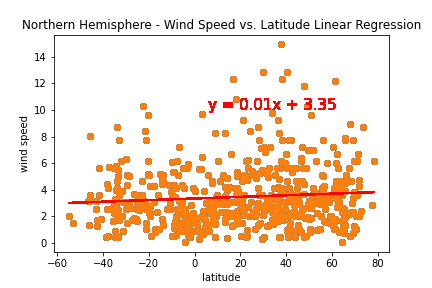 Northern Hemisphere - Wind Speed vs. Latitude Linear Regression
14
12
y = 0.01x + 3.35
10
8
6
4
2
0
wind speed
−60 −40 −20 0 20 40 60 80
latitude